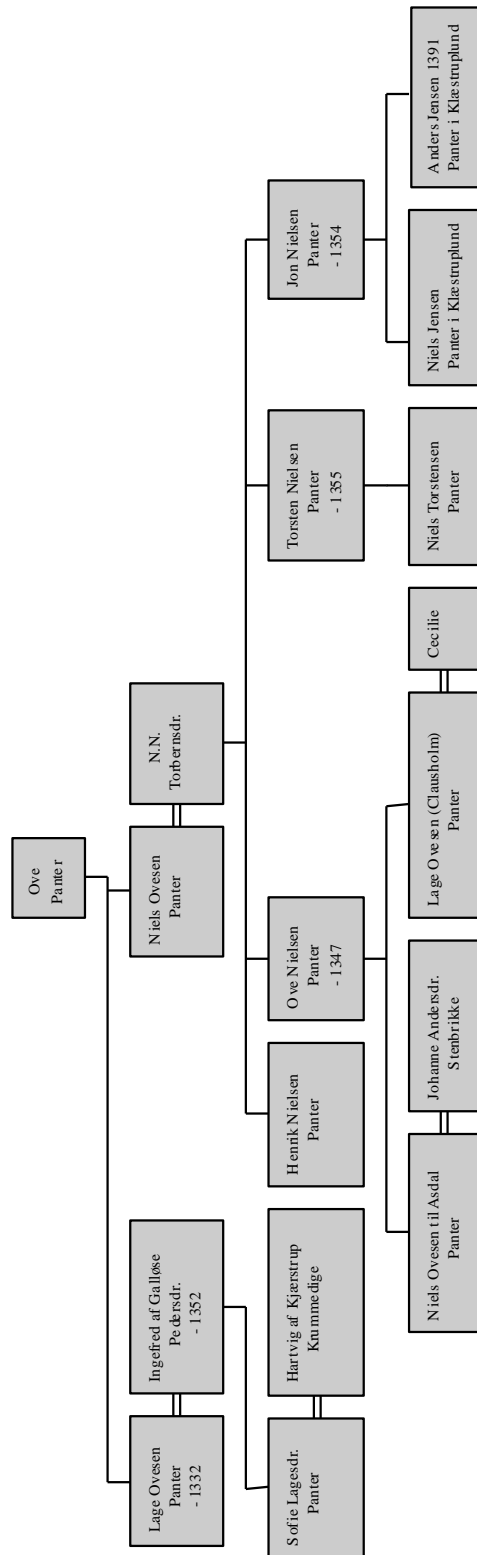 Ove
Panter
Lage Ovesen
Panter
- 1332
Ingefred af Galløse
Pedersdr.
- 1352
Niels Ovesen
Panter
N.N.
Torbernsdr.
Sofie Lagesdr.
Panter
Hartvig af Kjærstrup
Krummedige
Henrik Nielsen
Panter
Ove Nielsen
Panter
- 1347
Torsten Nielsen
Panter
- 1355
Jon Nielsen
Panter
- 1354
Niels Ovesen til Asdal
Panter
Johanne Andersdr.
Stenbrikke
Lage Ovesen (Clausholm)
Panter
Cecilie
Niels Torstensen
Panter
Niels Jensen
Panter i Klæstruplund
Anders Jensen 1391
Panter i Klæstruplund